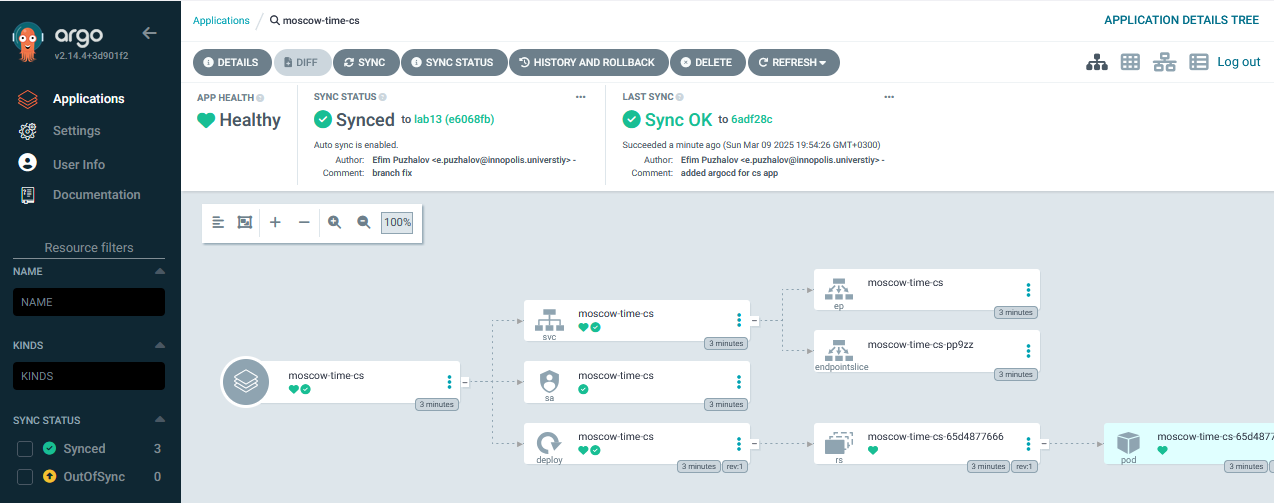 argo
v2.14.4+3d901f2
Applications
Settings
User Info
Documentation
Resource filters
NAME
NAME
KINDS
KINDS
SYNC STATUS
Synced 3
OutOfSync 0
Applications / moscow-time-cs
APPLICATION DETAILS TREE
DETAILS DIFF SYNC SYNC STATUS HISTORY AND ROLLBACK DELETE REFRESH
Log out
APP HEALTH
Healthy
SYNC STATUS
Synced to lab13 (e6068fb)
Auto sync is enabled.
Author: Efim Puzhalov <e.puzhalov@innopolis.universtiy> -
Comment: branch fix
LAST SYNC
Sync OK to 6adf28c
Succeeded a minute ago (Sun Mar 09 2025 19:54:26 GMT+0300)
Author: Efim Puzhalov <e.puzhalov@innopolis.universtiy> -
Comment: added argocd for cs app
100%
moscow-time-cs
3 minutes
moscow-time-cs
svc
3 minutes
moscow-time-cs
ep
3 minutes
moscow-time-cs-pp9zz
endpointslice
3 minutes
moscow-time-cs
sa
3 minutes
moscow-time-cs
deploy
3 minutes rev:1
moscow-time-cs-65d4877666
rs
3 minutes rev:1
moscow-time-cs-65d4877
pod
3 minutes